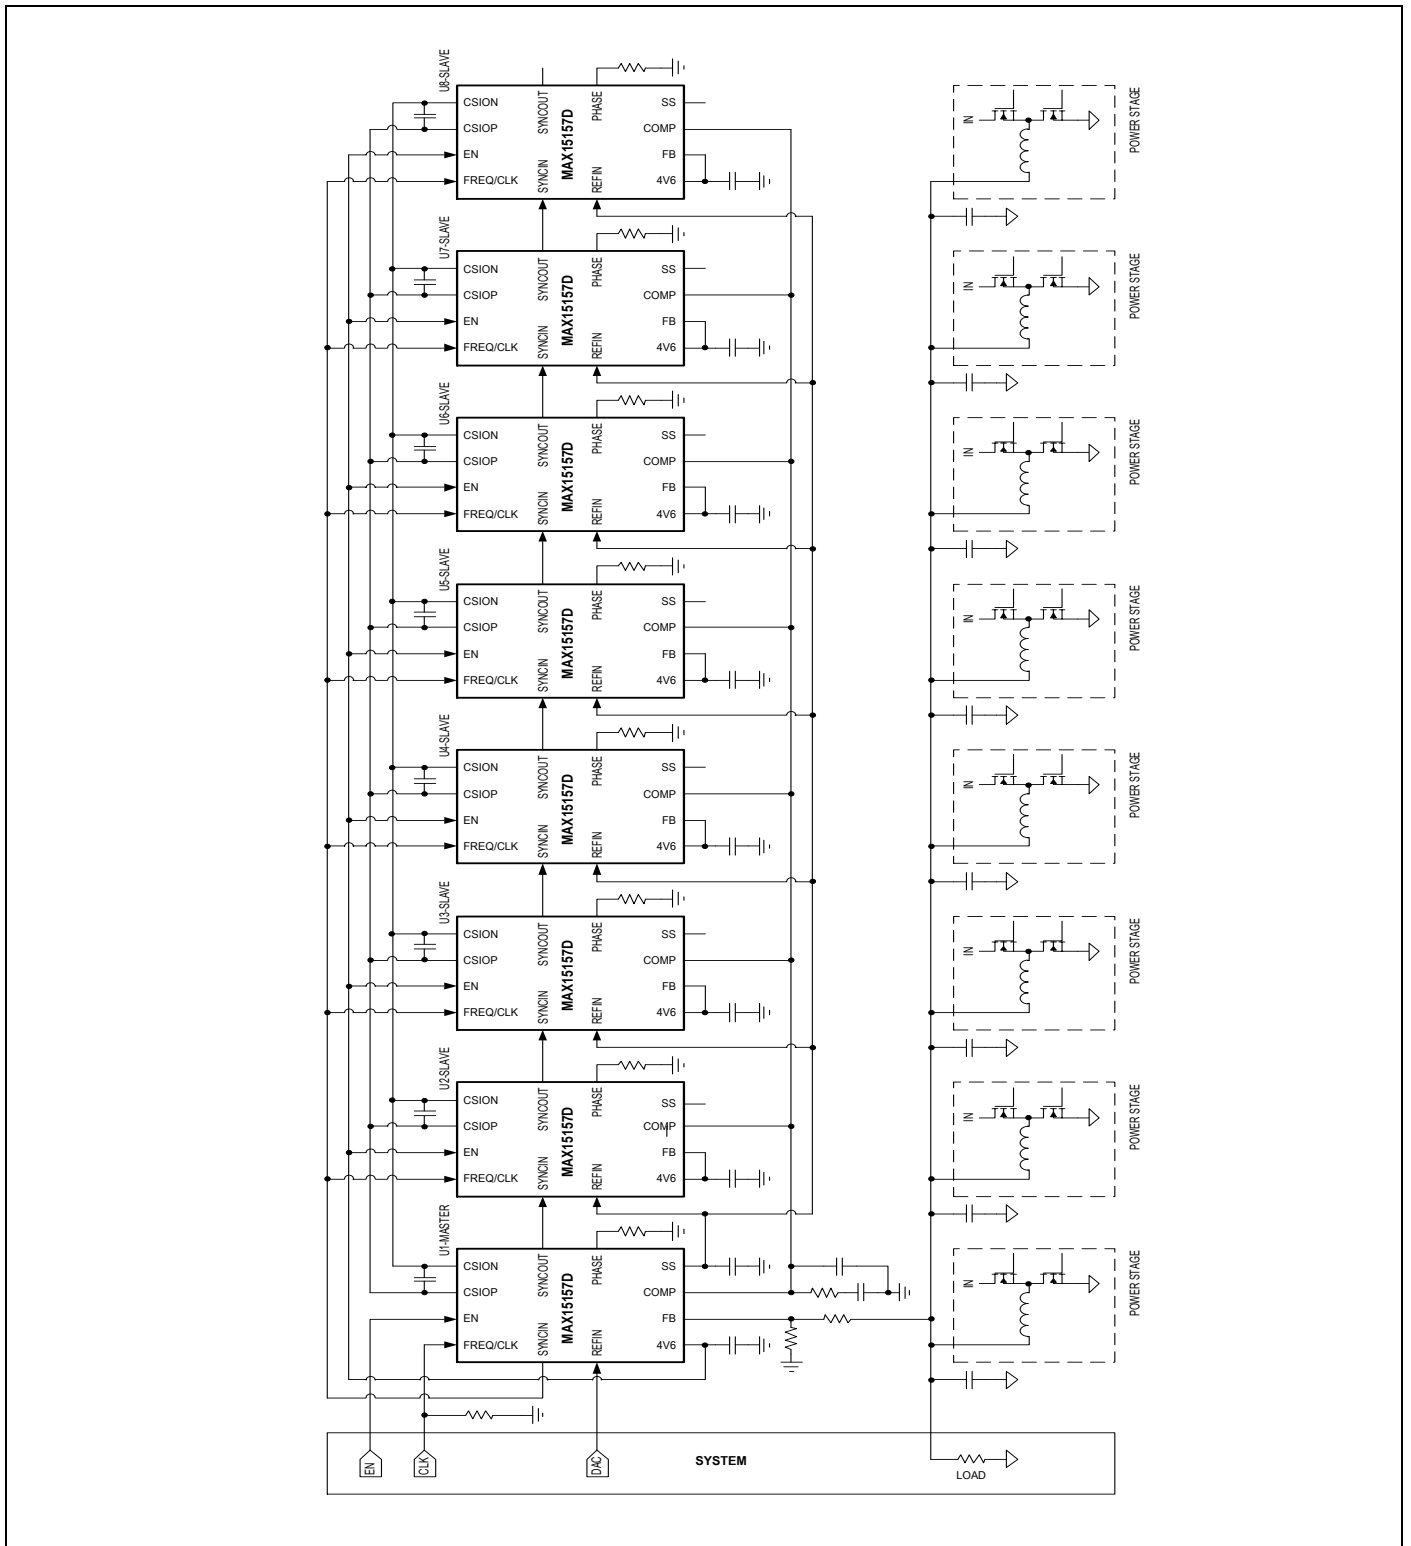 U8-SLAVE
CSION
CSIOP
EN
FREQ/CLK
SYNCOUT
SYNCIN
MAX15157D
PHASE
REFIN
SS
COMP
FB
4V6
IN
POWER STAGE
U7-SLAVE
CSION
CSIOP
EN
FREQ/CLK
SYNCOUT
SYNCIN
MAX15157D
PHASE
REFIN
SS
COMP
FB
4V6
IN
POWER STAGE
U6-SLAVE
CSION
CSIOP
EN
FREQ/CLK
SYNCOUT
SYNCIN
MAX15157D
PHASE
REFIN
SS
COMP
FB
4V6
IN
POWER STAGE
U5-SLAVE
CSION
CSIOP
EN
FREQ/CLK
SYNCOUT
SYNCIN
MAX15157D
PHASE
REFIN
SS
COMP
FB
4V6
IN
POWER STAGE
U4-SLAVE
CSION
CSIOP
EN
FREQ/CLK
SYNCOUT
SYNCIN
MAX15157D
PHASE
REFIN
SS
COMP
FB
4V6
IN
POWER STAGE
U3-SLAVE
CSION
CSIOP
EN
FREQ/CLK
SYNCOUT
SYNCIN
MAX15157D
PHASE
REFIN
SS
COMP
FB
4V6
IN
POWER STAGE
U2-SLAVE
CSION
CSIOP
EN
FREQ/CLK
SYNCOUT
SYNCIN
MAX15157D
PHASE
REFIN
SS
COMP
FB
4V6
IN
POWER STAGE
U1-MASTER
CSION
CSIOP
EN
FREQ/CLK
SYNCOUT
SYNCIN
MAX15157D
PHASE
REFIN
SS
COMP
FB
4V6
IN
POWER STAGE
EN
CLK
DAC
SYSTEM
LOAD